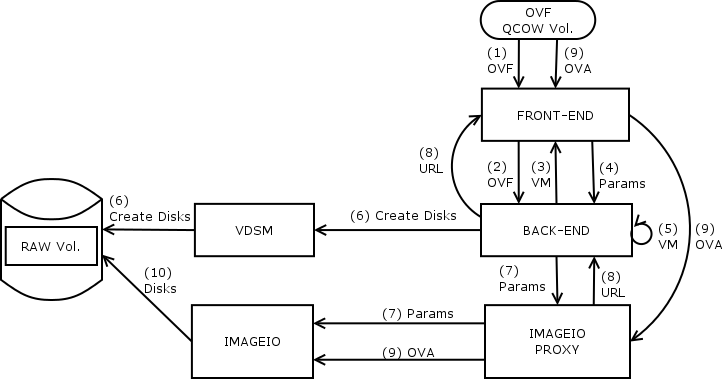 OVF
QCOW Vol.
(1)
OVF
(9)
OVA
FRONT-END
(8)
URL
(2)
OVF
(3)
VM
(4)
Params
(6)
Create Disks
VDSM
(6) Create Disks
BACK-END
(5)
VM
(9)
OVA
RAW Vol.
(10)
Disks
(7)
Params
(8)
URL
(7) Params
IMAGEIO
IMAGEIO
PROXY
(9) OVA